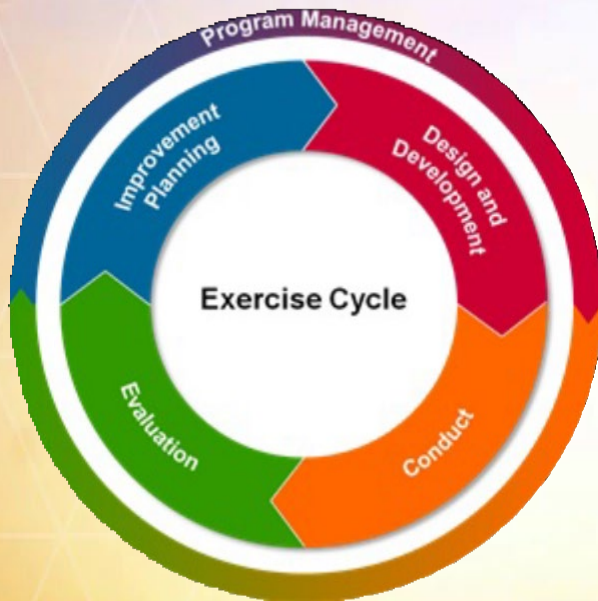 Program Management
Improvement
Planning
Design and
Development
Exercise Cycle
Evaluation
Conduct